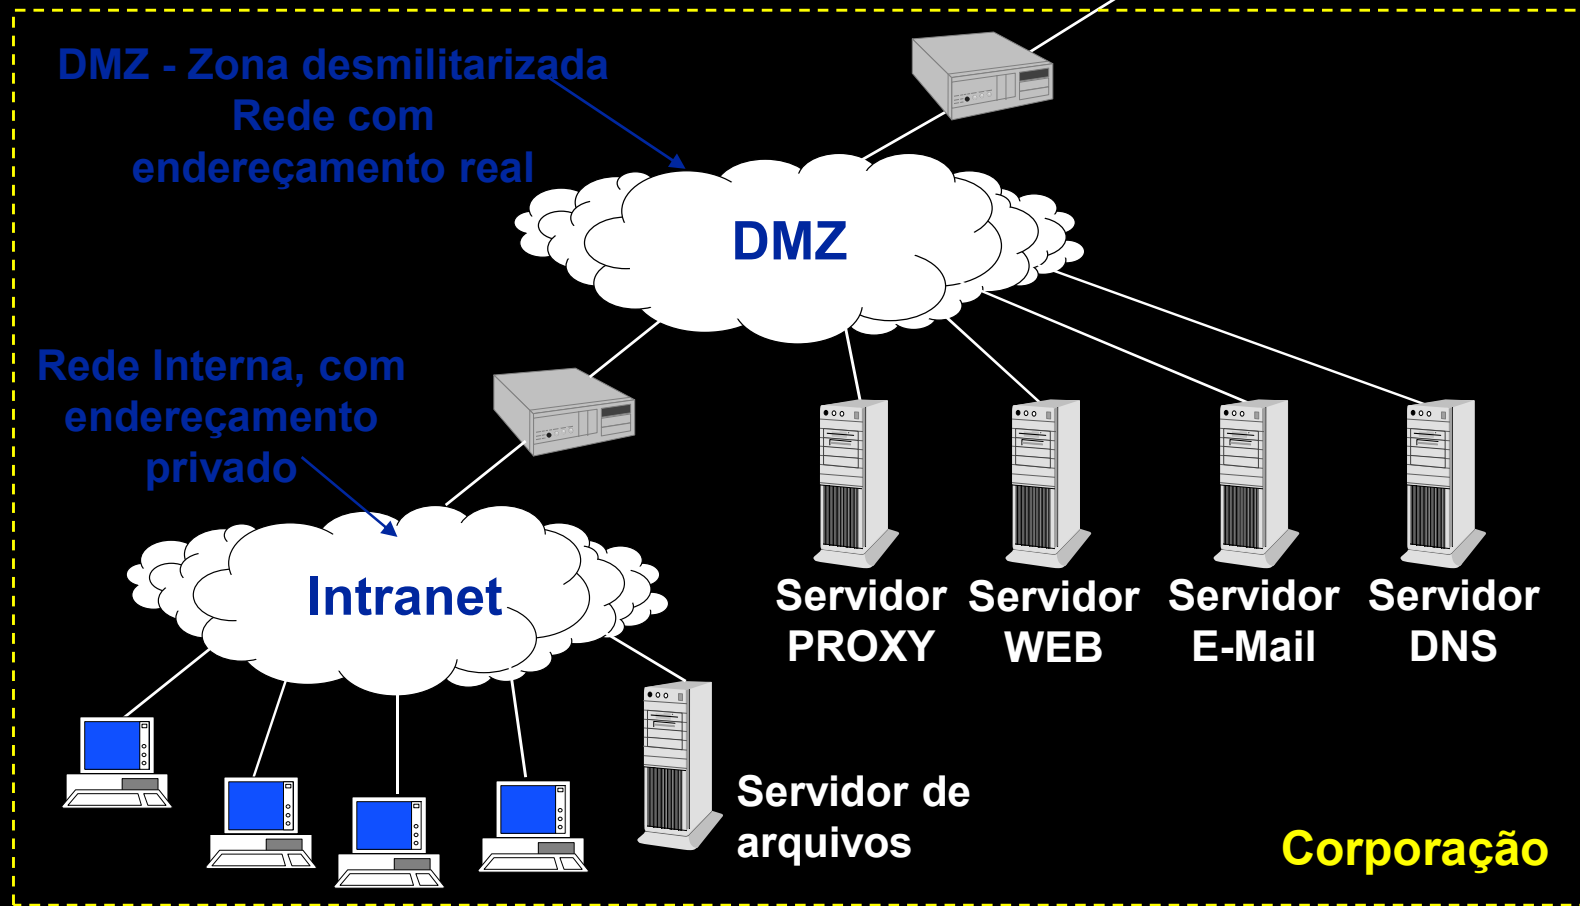 DMZ - Zona desmilitarizada
Rede com
endereçamento real
DMZ
Rede Interna, com
endereçamento
privado
Intranet
Servidor
PROXY
Servidor
WEB
Servidor
E-Mail
Servidor
DNS
Servidor de
arquivos
Corporação